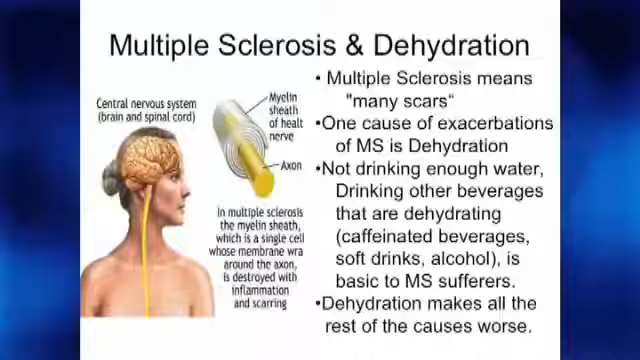 Multiple Sclerosis & Dehydration
Central nervous system
(brain and spinal cord)
Myelin
sheath
of healt
nerve
Axon
In multiple sclerosis
the myelin sheath,
which is a single cell
whose membrane wra
around the axon,
is destroyed with
inflammation
and scarring
• Multiple Sclerosis means
"many scars“
•One cause of exacerbations
of MS is Dehydration
•Not drinking enough water,
Drinking other beverages
that are dehydrating
(caffeinated beverages,
soft drinks, alcohol), is
basic to MS sufferers.
•Dehydration makes all the
rest of the causes worse.